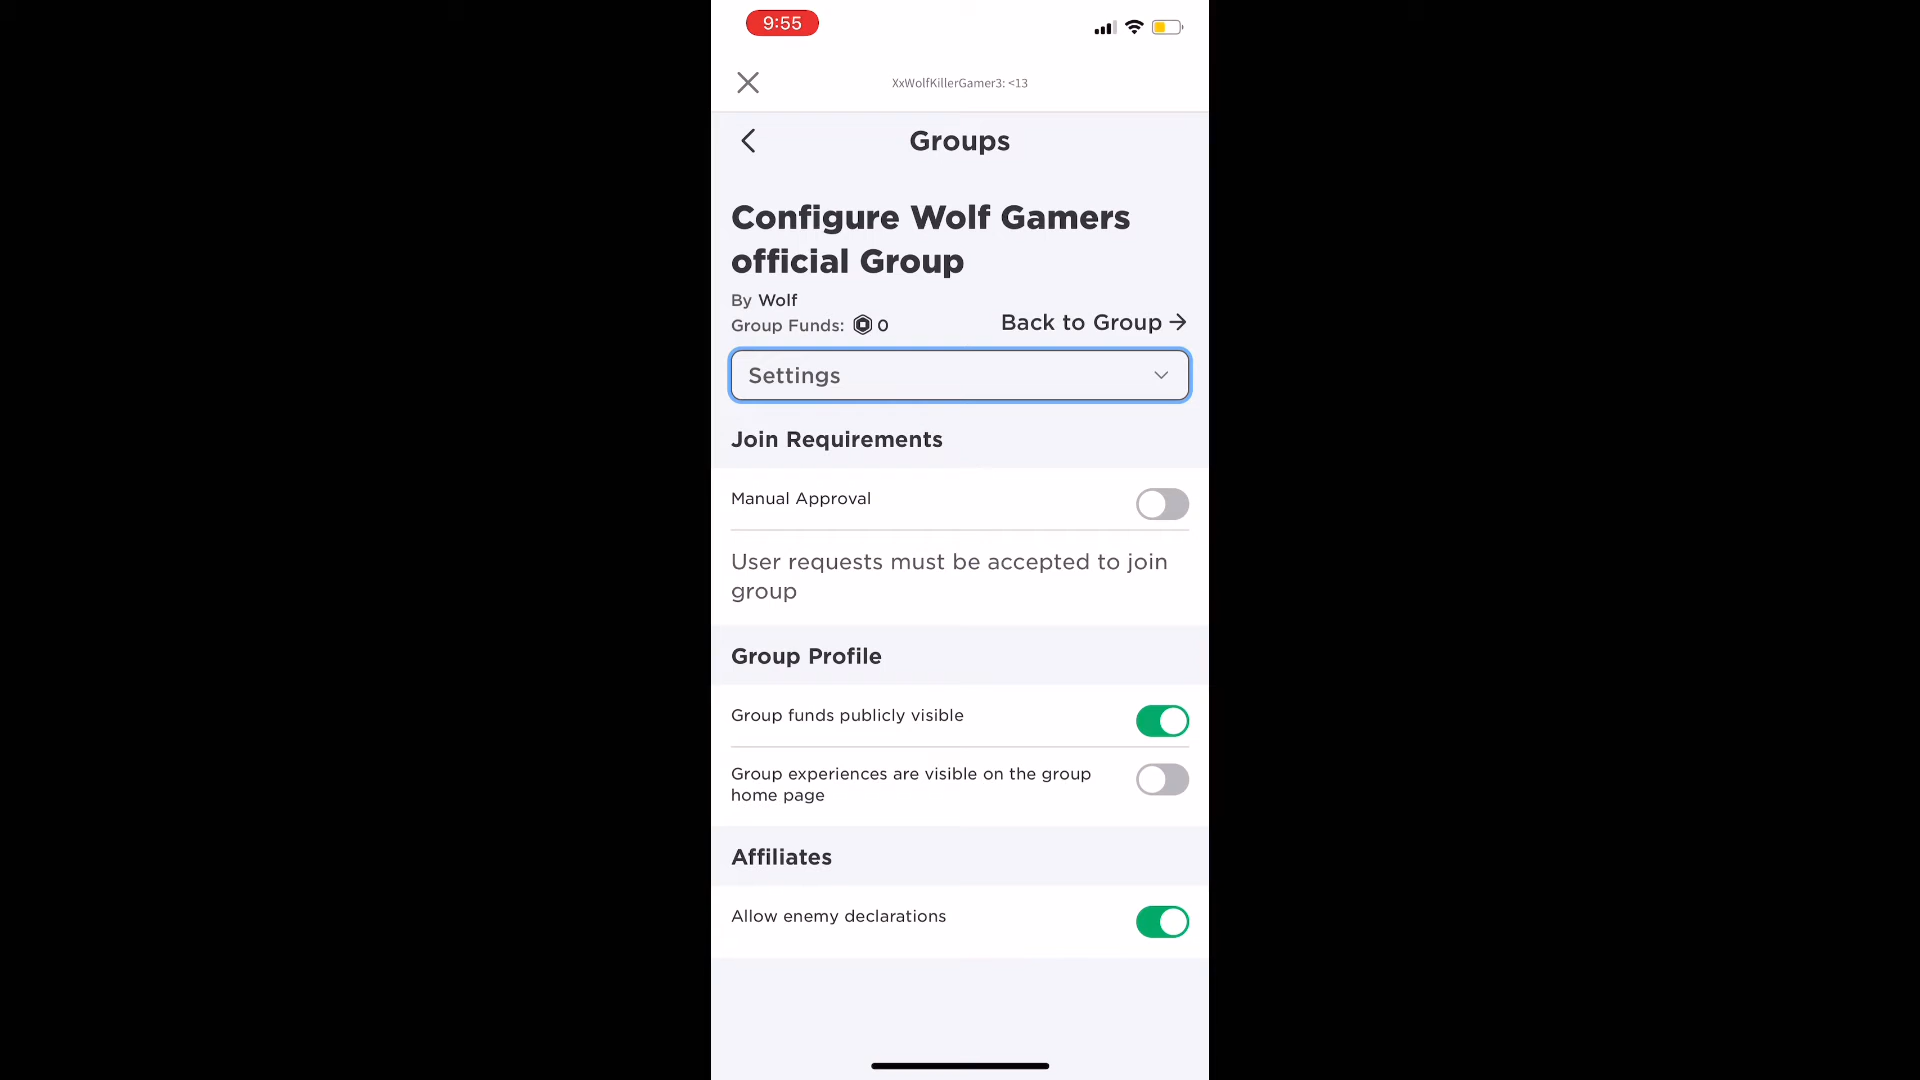 9:55
XxWolfKillerGamer3: <13
Groups
Configure Wolf Gamers
official Group
By Wolf
Group Funds: 0
Back to Group
Settings
Join Requirements
Manual Approval
User requests must be accepted to join
group
Group Profile
Group funds publicly visible
Group experiences are visible on the group
home page
Affiliates
Allow enemy declarations